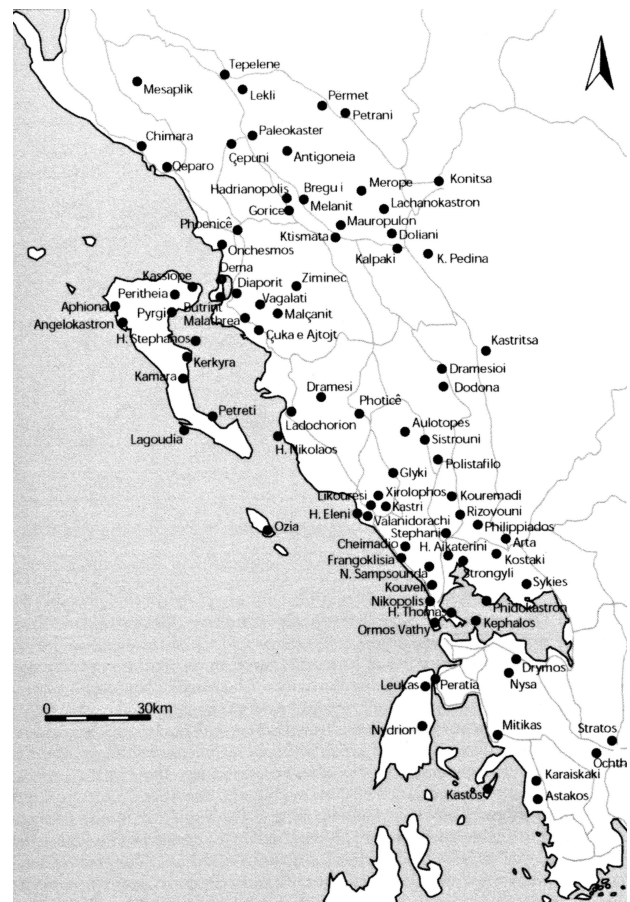 Tepelene
Mesaplik
Lekli
Permet
Petrani
Chimara
Paleokaster
Çepuni
Antigoneia
Qeparo
Hadrianopolis
Bregu i
Melanit
Merope
Konitsa
Gorice
Lachanokastron
Mauropulon
Phoenicê
Ktismata
Doliani
Onchesmos
Kalpaki
K. Pedina
Dema
Kassiope
Diaporit
Ziminec
Peritheia
Butrint
Vagalati
Aphiona
Pyrgi
Malathrea
Malçanit
Angelokastron
Çuka e Ajtojt
H. Stephanos
Kastritsa
Kerkyra
Dramesioi
Kamara
Dodona
Dramesi
Photicê
Petreti
Ladochorion
Aulotopes
Lagoudia
H. Nikolaos
Sistrouni
Polistafilo
Glyki
Likouresi
Xirolophos
Kouremadi
H. Eleni
Kastri
Rizovouni
Valanidorachi
Philippiados
Ozia
Stephani
Arta
Cheimadio
H. Aikaterini
Kostaki
Frangoklisia
Strongyli
N. Sampsounda
Sykies
Kouveli
Nikopolis
Phidokastron
H. Thoma
Kephalos
Ormos Vathy
Drymos
Leukas
Peratia
Nysa
Nydrion
Mitikas
Stratos
Ochth
Karaiskaki
Kastos
Astakos
0 30km